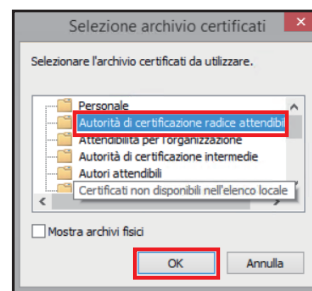 Selezione archivio certificati
Selezionare l'archivio certificati da utilizzare.
Personale
Autorità di certificazione radice attendibi
Attendibilità per l'organizzazione
Autorità di certificazione intermedie
Autori attendibili
Certificati non disponibili nell'elenco locale
Mostra archivi fisici
OK
Annulla